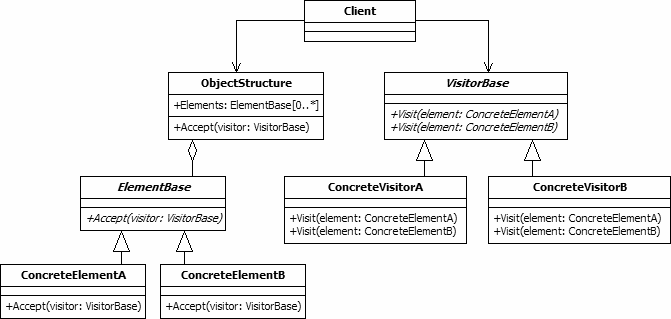 Client
ObjectStructure
+Elements: ElementBase[0..*]
+Accept(visitor: VisitorBase)
VisitorBase
+Visit(element: ConcreteElementA)
+Visit(element: ConcreteElementB)
ElementBase
+Accept(visitor: VisitorBase)
ConcreteVisitorA
+Visit(element: ConcreteElementA)
+Visit(element: ConcreteElementB)
ConcreteVisitorB
+Visit(element: ConcreteElementA)
+Visit(element: ConcreteElementB)
ConcreteElementA
+Accept(visitor: VisitorBase)
ConcreteElementB
+Accept(visitor: VisitorBase)